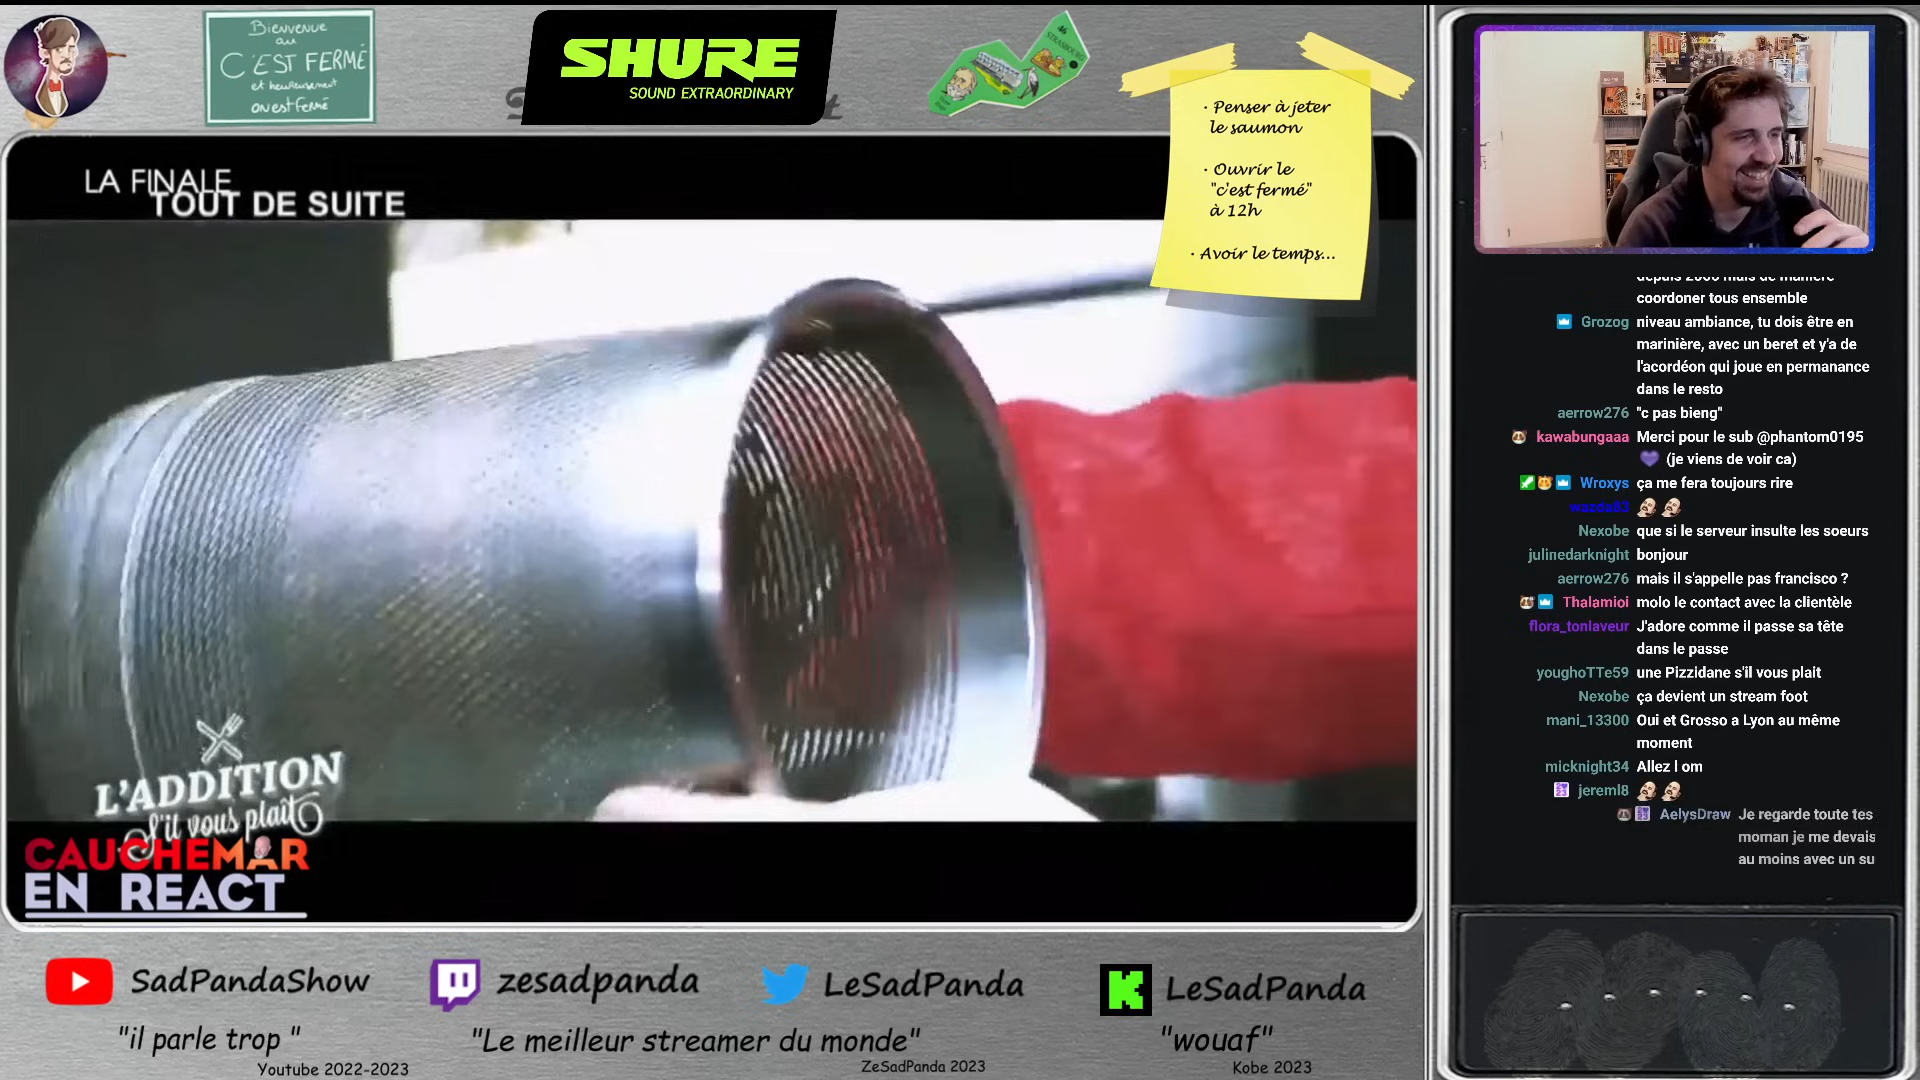 Bienvenue
au
C'EST FERMÉ
et heureusement
on est fermé
SHURE
SOUND EXTRAORDINARY
STRASBOURG
· Penser à jeter
le saumon
· Ouvrir le
"c'est fermé"
à 12h
· Avoir le temps...
LA FINALE
TOUT DE SUITE
L'ADDITION
S'il vous plaît
CAUCHEMAR
EN REACT
coordoner tous ensemble
Grozog niveau ambiance, tu dois être en
marinière, avec un beret et y'a de
l'acordéon qui joue en permanance
dans le resto
aerrow276 "c pas bieng"
kawabungaaa Merci pour le sub @phantom0195
(je viens de voir ca)
Wroxys ça me fera toujours rire
wazda83
Nexobe que si le serveur insulte les soeurs
julinedarknight bonjour
aerrow276 mais il s'appelle pas francisco ?
Thalamioi molo le contact avec la clientèle
flora_tonlaveur J'adore comme il passe sa tête
dans le passe
youghoTTe59 une Pizzidane s'il vous plait
Nexobe ça devient un stream foot
mani_13300 Oui et Grosso a Lyon au même
moment
micknight34 Allez l om
jereml8
AelysDraw Je regarde toute tes
moman je me devais
au moins avec un su
SadPandaShow
"il parle trop "
Youtube 2022-2023
zesadpanda
"Le meilleur streamer du monde"
ZeSadPanda 2023
LeSadPanda
LeSadPanda
"wouaf"
Kobe 2023